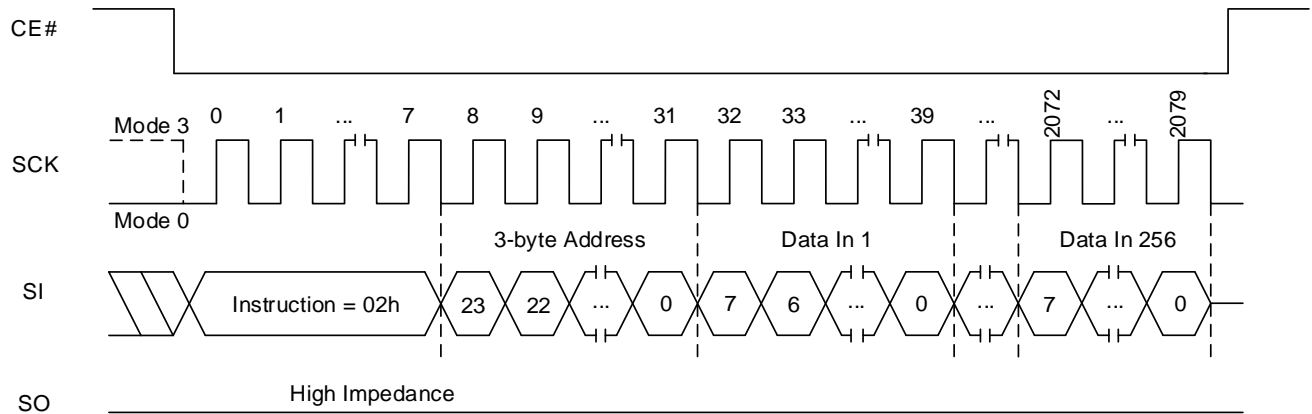 CE#
0 1 ... 7 8 9 ... 31 32 33 ... 39 ... 2072 ... 2079
Mode 3
SCK
Mode 0
3-byte Address Data In 1 Data In 256
SI Instruction = 02h 23 22 ... 0 7 6 ... 0 ... 7 ... 0
High Impedance
SO